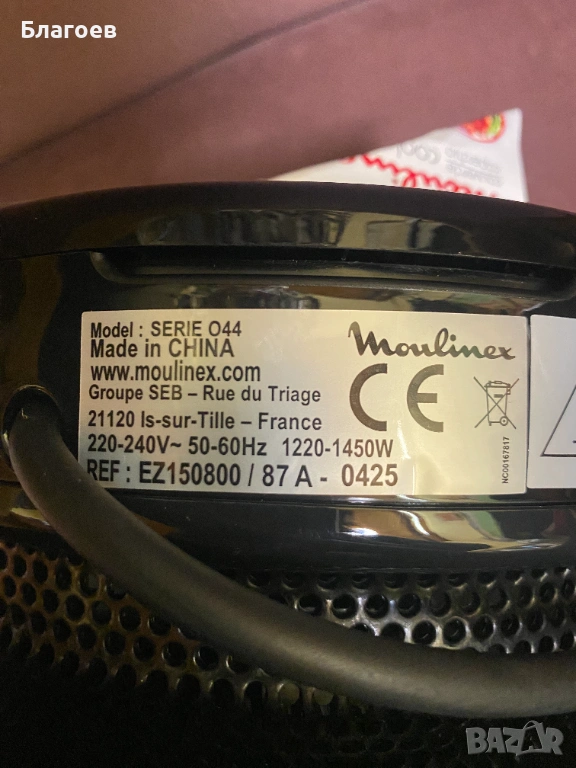 Благоев
Model : SERIE O44
Made in CHINA
www.moulinex.com
Groupe SEB – Rue du Triage
21120 Is-sur-Tille – France
220-240V~ 50-60Hz 1220-1450W
REF : EZ150800 / 87 A - 0425
Moulinex
CE
NC00167817
BAZAR